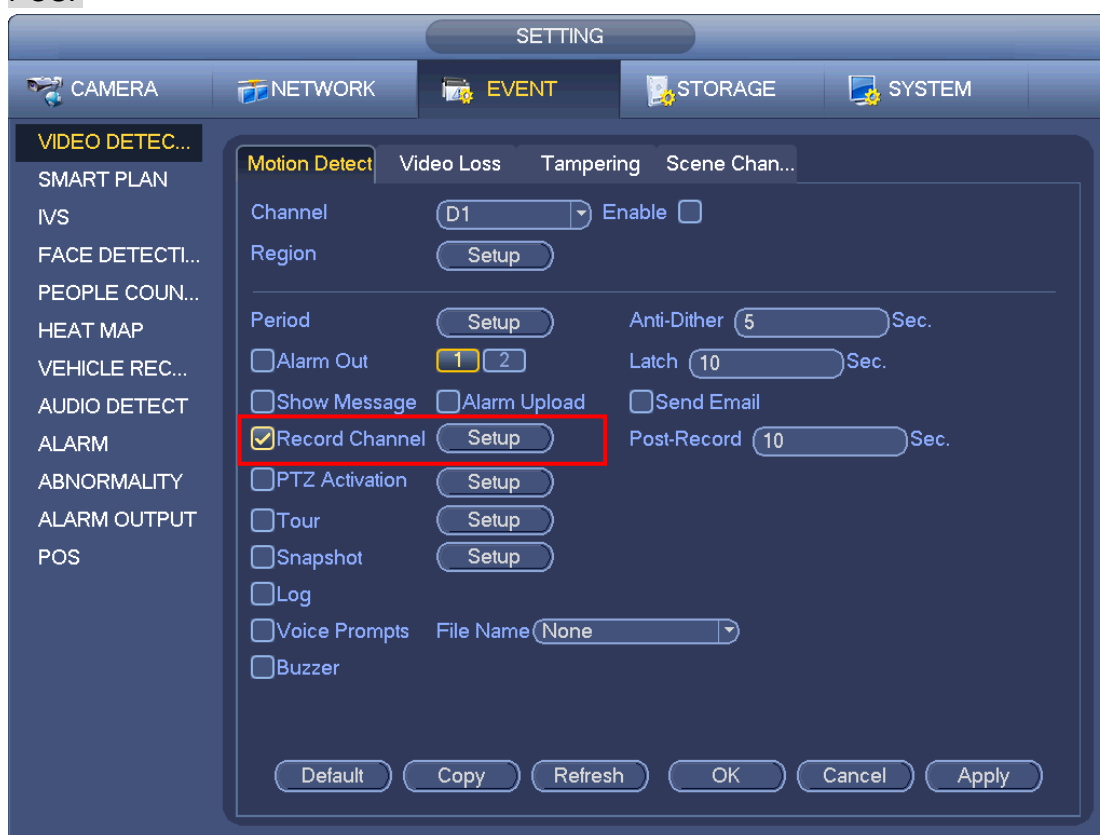 SETTING
CAMERA NETWORK EVENT STORAGE SYSTEM
VIDEO DETEC...
SMART PLAN
IVS
FACE DETECTI...
PEOPLE COUN...
HEAT MAP
VEHICLE REC...
AUDIO DETECT
ALARM
ABNORMALITY
ALARM OUTPUT
POS
Motion Detect Video Loss Tampering Scene Chan...
Channel D1 Enable
Region Setup
Period Setup Anti-Dither 5 Sec.
Alarm Out 1 2 Latch 10 Sec.
Show Message Alarm Upload Send Email
Record Channel Setup Post-Record 10 Sec.
PTZ Activation Setup
Tour Setup
Snapshot Setup
Log
Voice Prompts File Name None
Buzzer
Default Copy Refresh OK Cancel Apply